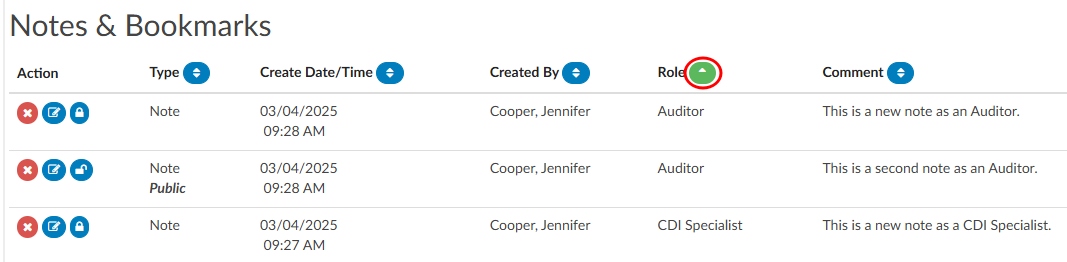 Notes & Bookmarks
Action Type Create Date/Time Created By Role Comment
Note 03/04/2025 Cooper, Jennifer Auditor This is a new note as an Auditor.
09:28 AM
Note 03/04/2025 Cooper, Jennifer Auditor This is a second note as an Auditor.
Public 09:28 AM
Note 03/04/2025 Cooper, Jennifer CDI Specialist This is a new note as a CDI Specialist.
09:27 AM